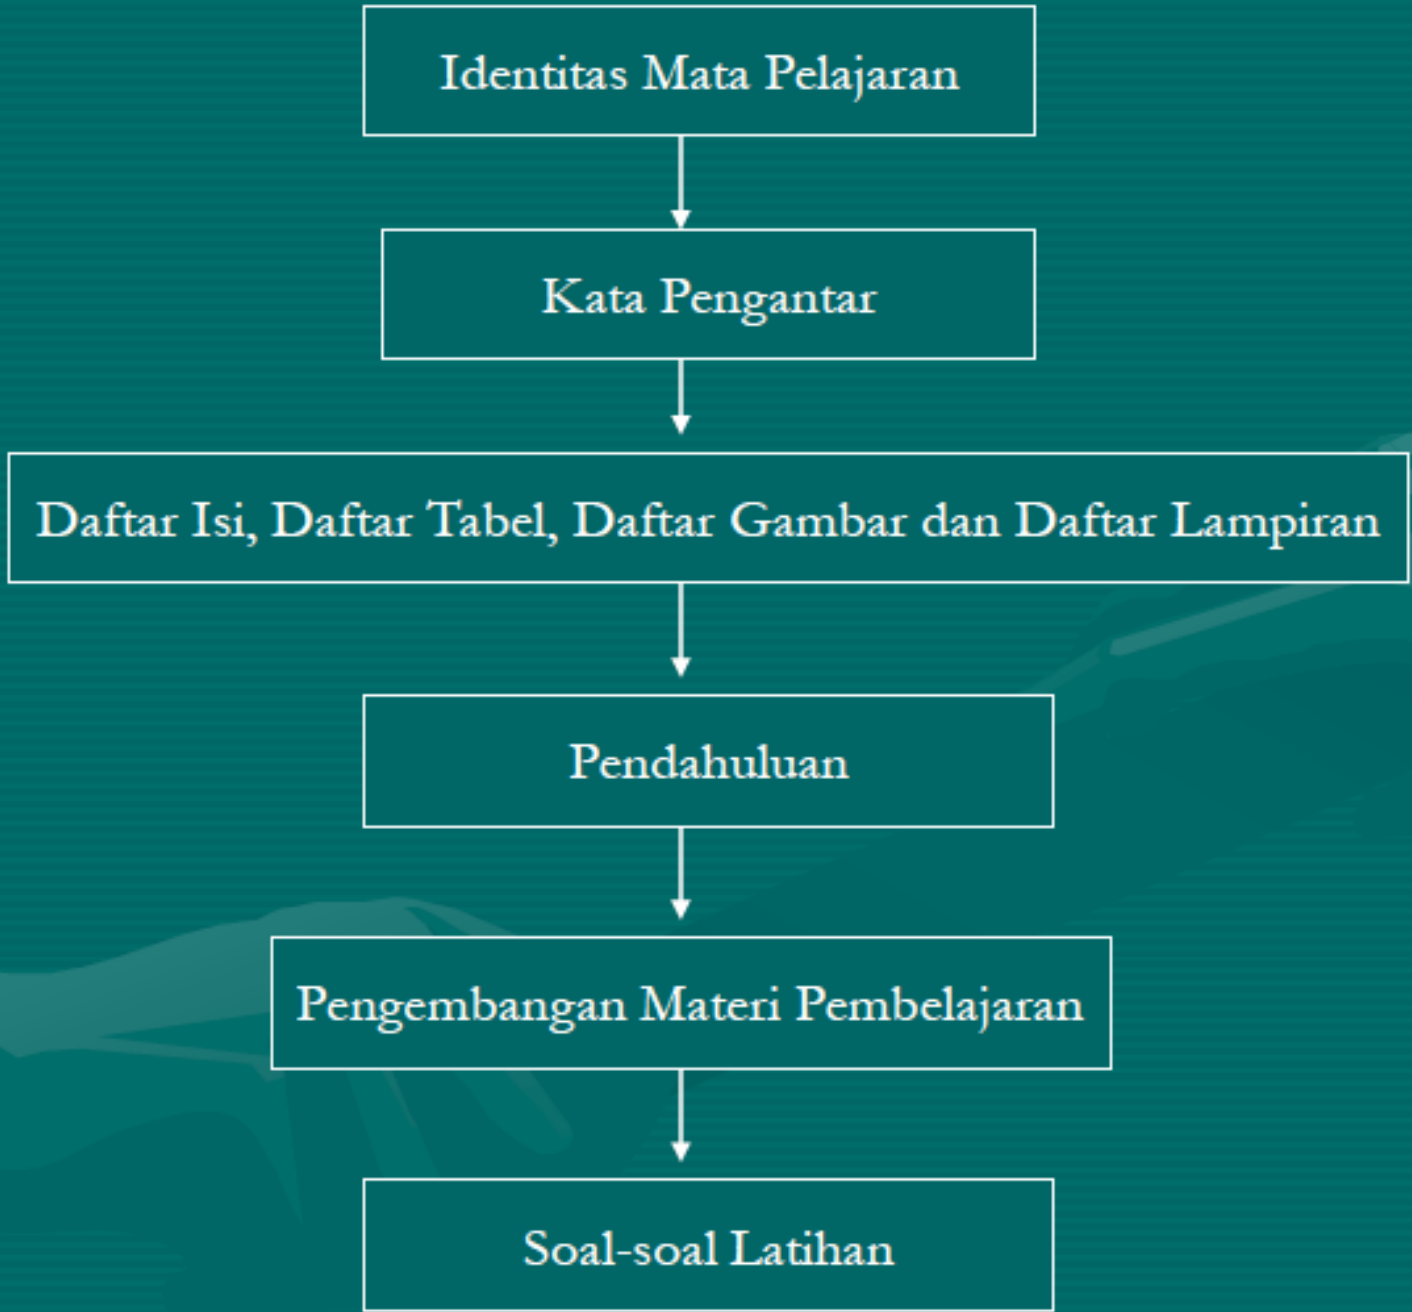 Identitas Mata Pelajaran
Kata Pengantar
Daftar Isi, Daftar Tabel, Daftar Gambar dan Daftar Lampiran
Pendahuluan
Pengembangan Materi Pembelajaran
Soal-soal Latihan